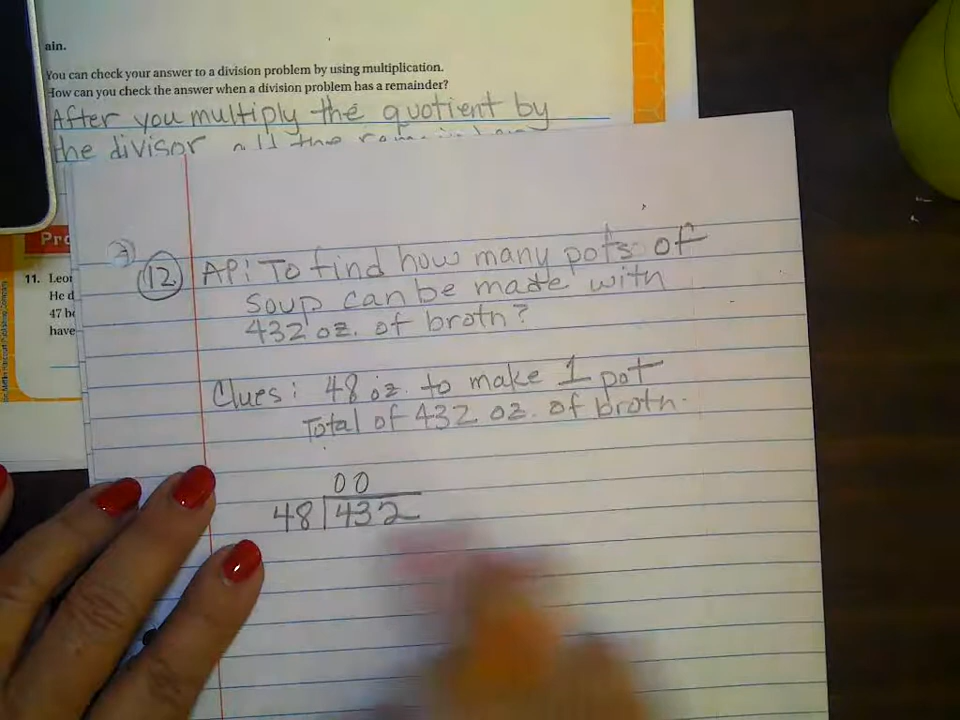 ain.
You can check your answer to a division problem by using multiplication.
How can you check the answer when a division problem has a remainder?
After you multiply the quotient by
the divisor
Pro
11. Leon
He d
47 b
have
12. AP: To find how many pots of
soup can be made with
432 oz. of broth?
Clues: 48 oz. to make 1 pot
Total of 432 oz. of broth.
00
48 432